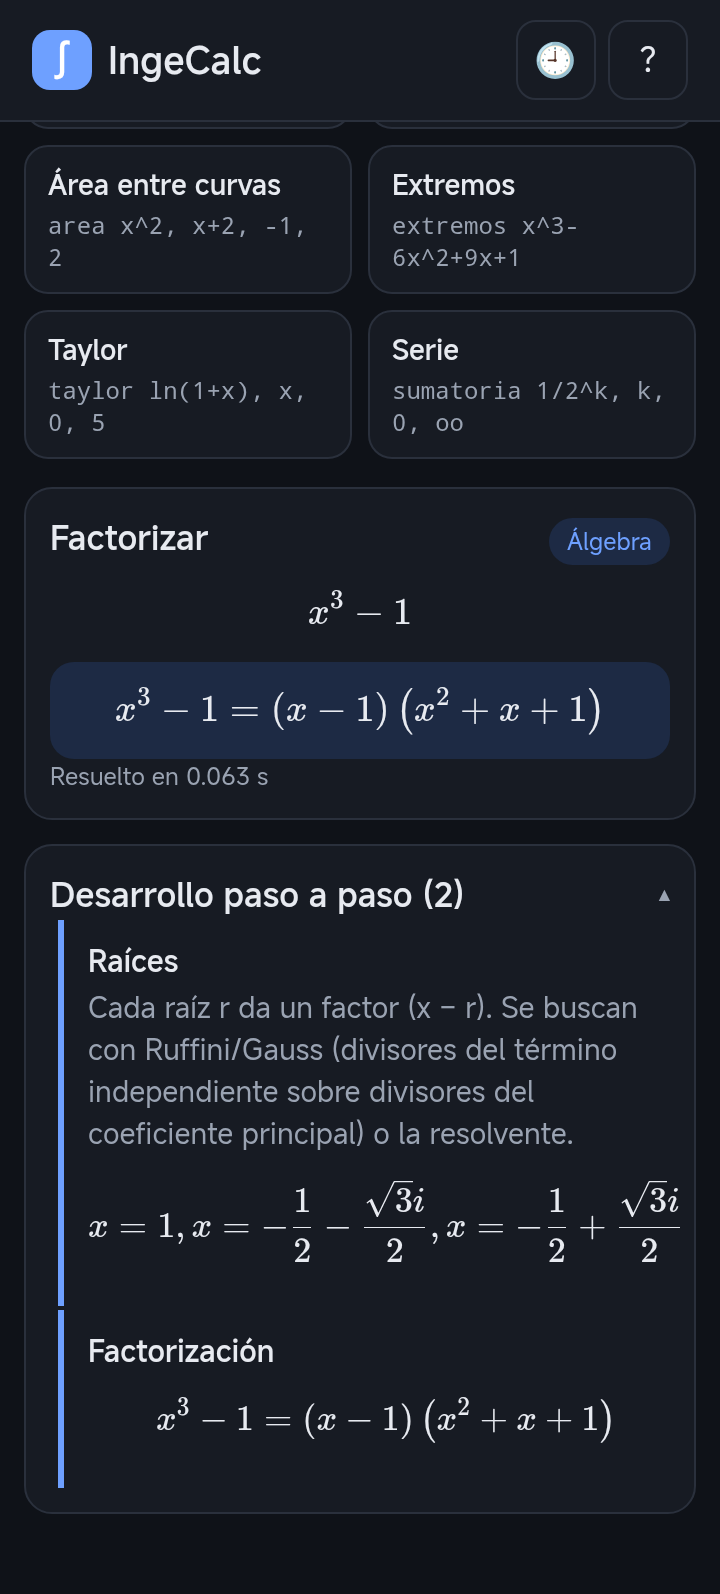 ∫ IngeCalc ?
Área entre curvas
area x^2, x+2, -1,
2
Extremos
extremos x^3-
6x^2+9x+1
Taylor
taylor ln(1+x), x,
0, 5
Serie
sumatoria 1/2^k, k,
0, oo
Factorizar
Álgebra
x³ − 1
x³ − 1 = (x − 1) (x² + x + 1)
Resuelto en 0.063 s
Desarrollo paso a paso (2) ▲
Raíces
Cada raíz r da un factor (x − r). Se buscan
con Ruffini/Gauss (divisores del término
independiente sobre divisores del
coeficiente principal) o la resolvente.
x = 1, x = −1/2 − √3i/2, x = −1/2 + √3i/2
Factorización
x³ − 1 = (x − 1) (x² + x + 1)